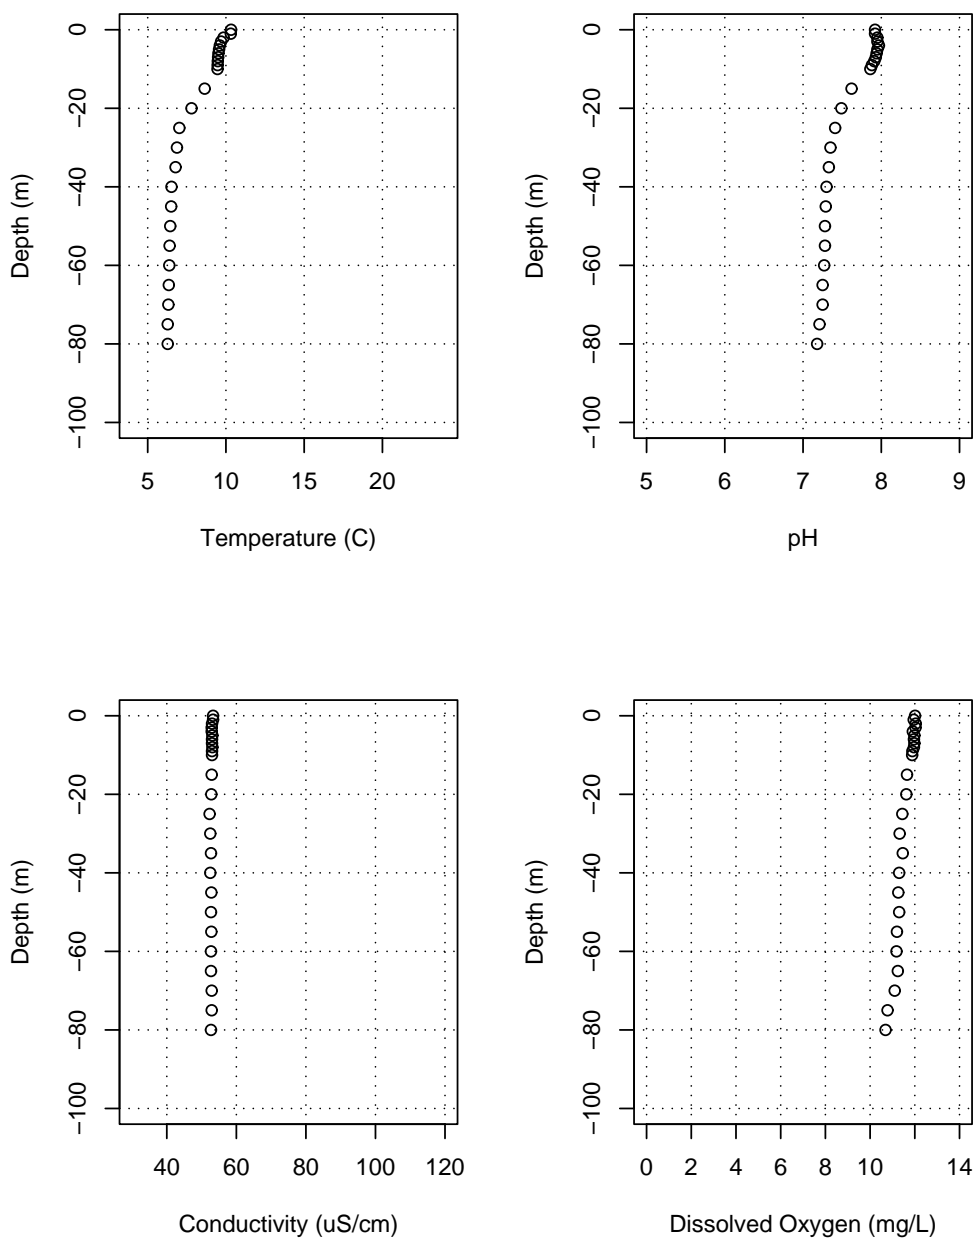 0
−20
−40
−60
−80
−100
Depth (m)
5 10 15 20
Temperature (C)
0
−20
−40
−60
−80
−100
Depth (m)
5 6 7 8 9
pH
0
−20
−40
−60
−80
−100
Depth (m)
40 60 80 100 120
Conductivity (uS/cm)
0
−20
−40
−60
−80
−100
Depth (m)
0 2 4 6 8 10 14
Dissolved Oxygen (mg/L)